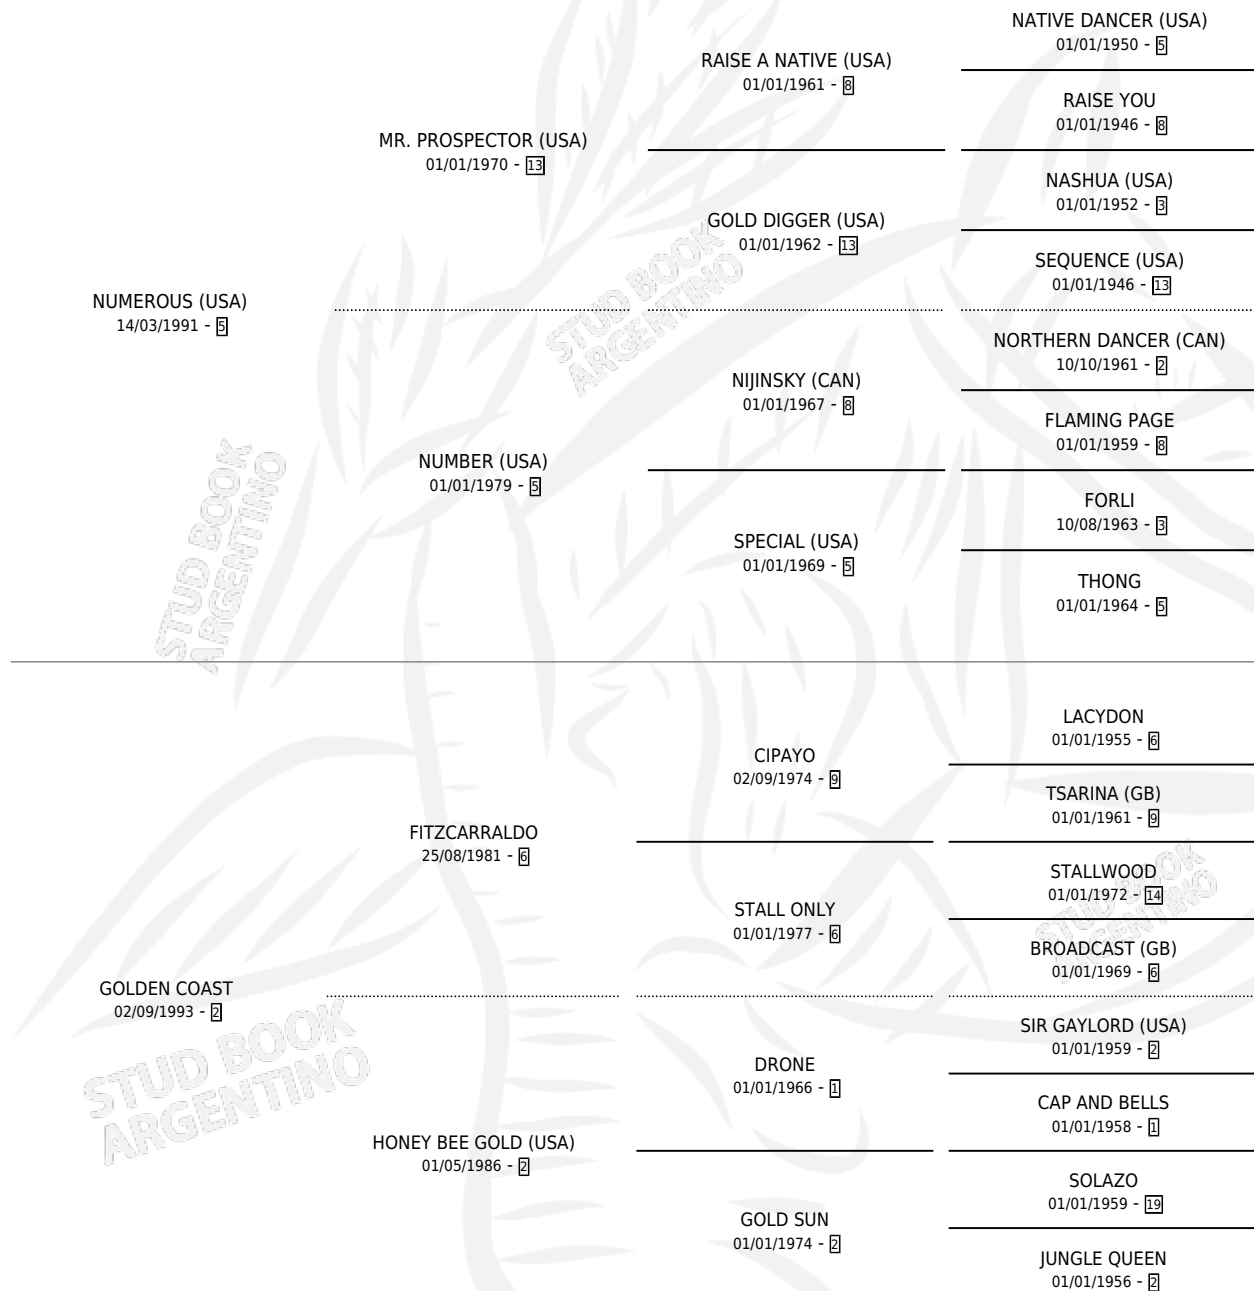 NATIVE DANCER (USA)
01/01/1950 - 5
RAISE A NATIVE (USA)
01/01/1961 - 8
RAISE YOU
01/01/1946 - 8
MR. PROSPECTOR (USA)
01/01/1970 - 13
NASHUA (USA)
01/01/1952 - 3
GOLD DIGGER (USA)
01/01/1962 - 13
SEQUENCE (USA)
01/01/1946 - 13
NUMEROUS (USA)
14/03/1991 - 5
STUD BOOK
ARGENTINO
NORTHERN DANCER (CAN)
10/10/1961 - 2
NIJINSKY (CAN)
01/01/1967 - 8
FLAMING PAGE
01/01/1959 - 8
NUMBER (USA)
01/01/1979 - 5
FORLI
10/08/1963 - 3
SPECIAL (USA)
01/01/1969 - 5
THONG
01/01/1964 - 5
STUD BOOK
ARGENTINO
LACYDON
01/01/1955 - 6
CIPAYO
02/09/1974 - 9
TSARINA (GB)
01/01/1961 - 9
FITZCARRALDO
25/08/1981 - 6
STALLWOOD
01/01/1972 - 14
STUD BOOK
ARGENTINO
STALL ONLY
01/01/1977 - 6
BROADCAST (GB)
01/01/1969 - 6
GOLDEN COAST
02/09/1993 - 2
STUD BOOK
ARGENTINO
SIR GAYLORD (USA)
01/01/1959 - 2
DRONE
01/01/1966 - 1
CAP AND BELLS
01/01/1958 - 1
HONEY BEE GOLD (USA)
01/05/1986 - 2
SOLAZO
01/01/1959 - 19
GOLD SUN
01/01/1974 - 2
JUNGLE QUEEN
01/01/1956 - 2